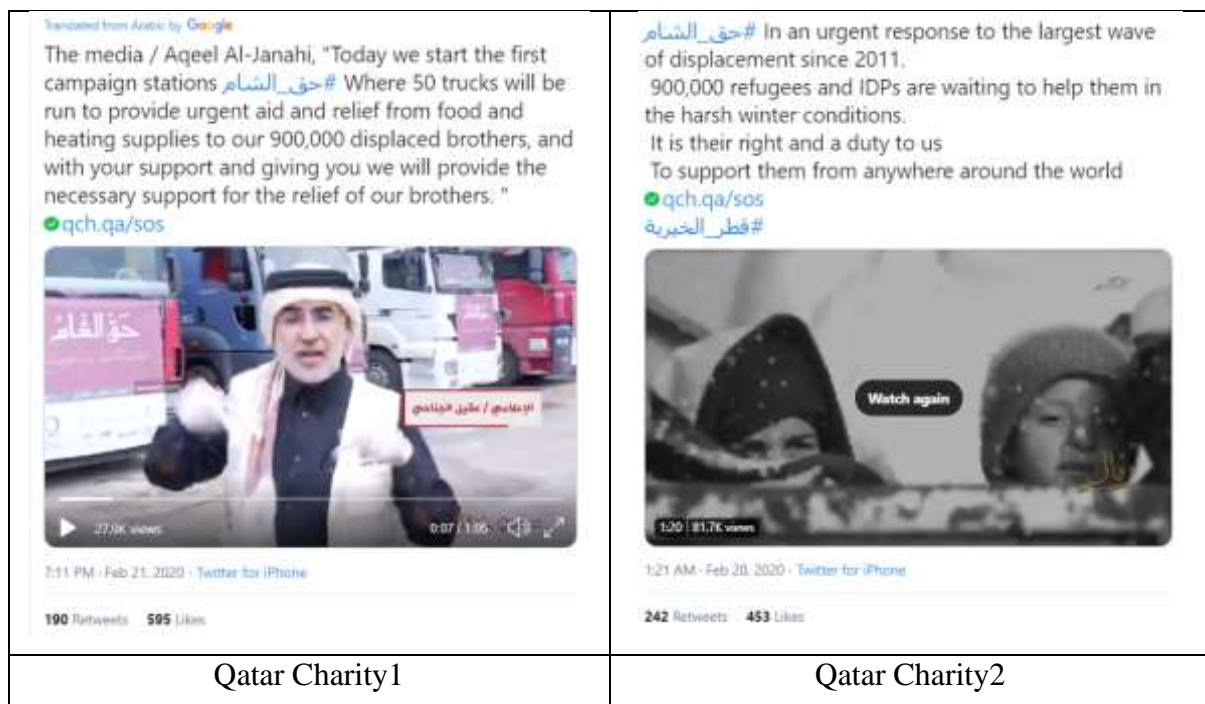 Translated from Arabic by Google
The media / Aqeel Al-Janahi, "Today we start the first
campaign stations #حق_الشام Where 50 trucks will be
run to provide urgent aid and relief from food and
heating supplies to our 900,000 displaced brothers, and
with your support and giving you we will provide the
necessary support for the relief of our brothers. "
qch.qa/sos
حق الشام
الإعلامي / عقيل الجناحي
27.9K views
0:07 / 1:05
7:11 PM · Feb 21, 2020 · Twitter for iPhone
190 Retweets 595 Likes
Qatar Charity1
#حق_الشام In an urgent response to the largest wave
of displacement since 2011.
900,000 refugees and IDPs are waiting to help them in
the harsh winter conditions.
It is their right and a duty to us
To support them from anywhere around the world
qch.qa/sos
#قطر_الخيرية
Watch again
1:20 81.7K views
1:21 AM · Feb 20, 2020 · Twitter for iPhone
242 Retweets 453 Likes
Qatar Charity2